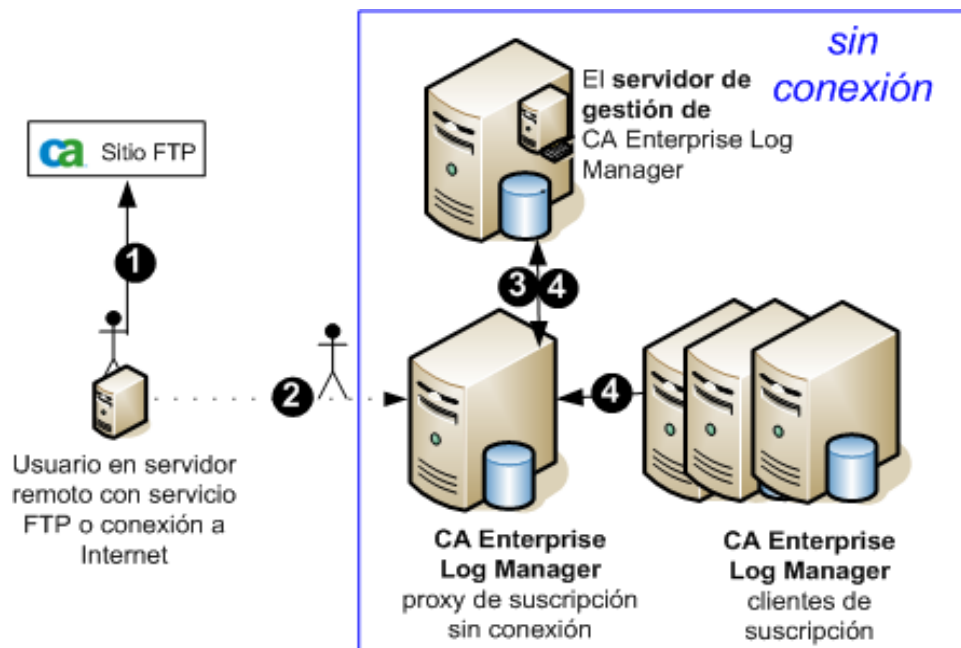 sin
conexión
El servidor de
gestión de
CA Enterprise Log
Manager
ca Sitio FTP
1
3 4
2
4
Usuario en servidor
remoto con servicio
FTP o conexión a
Internet
CA Enterprise
Log Manager
proxy de suscripción
sin conexión
CA Enterprise
Log Manager
clientes de
suscripción